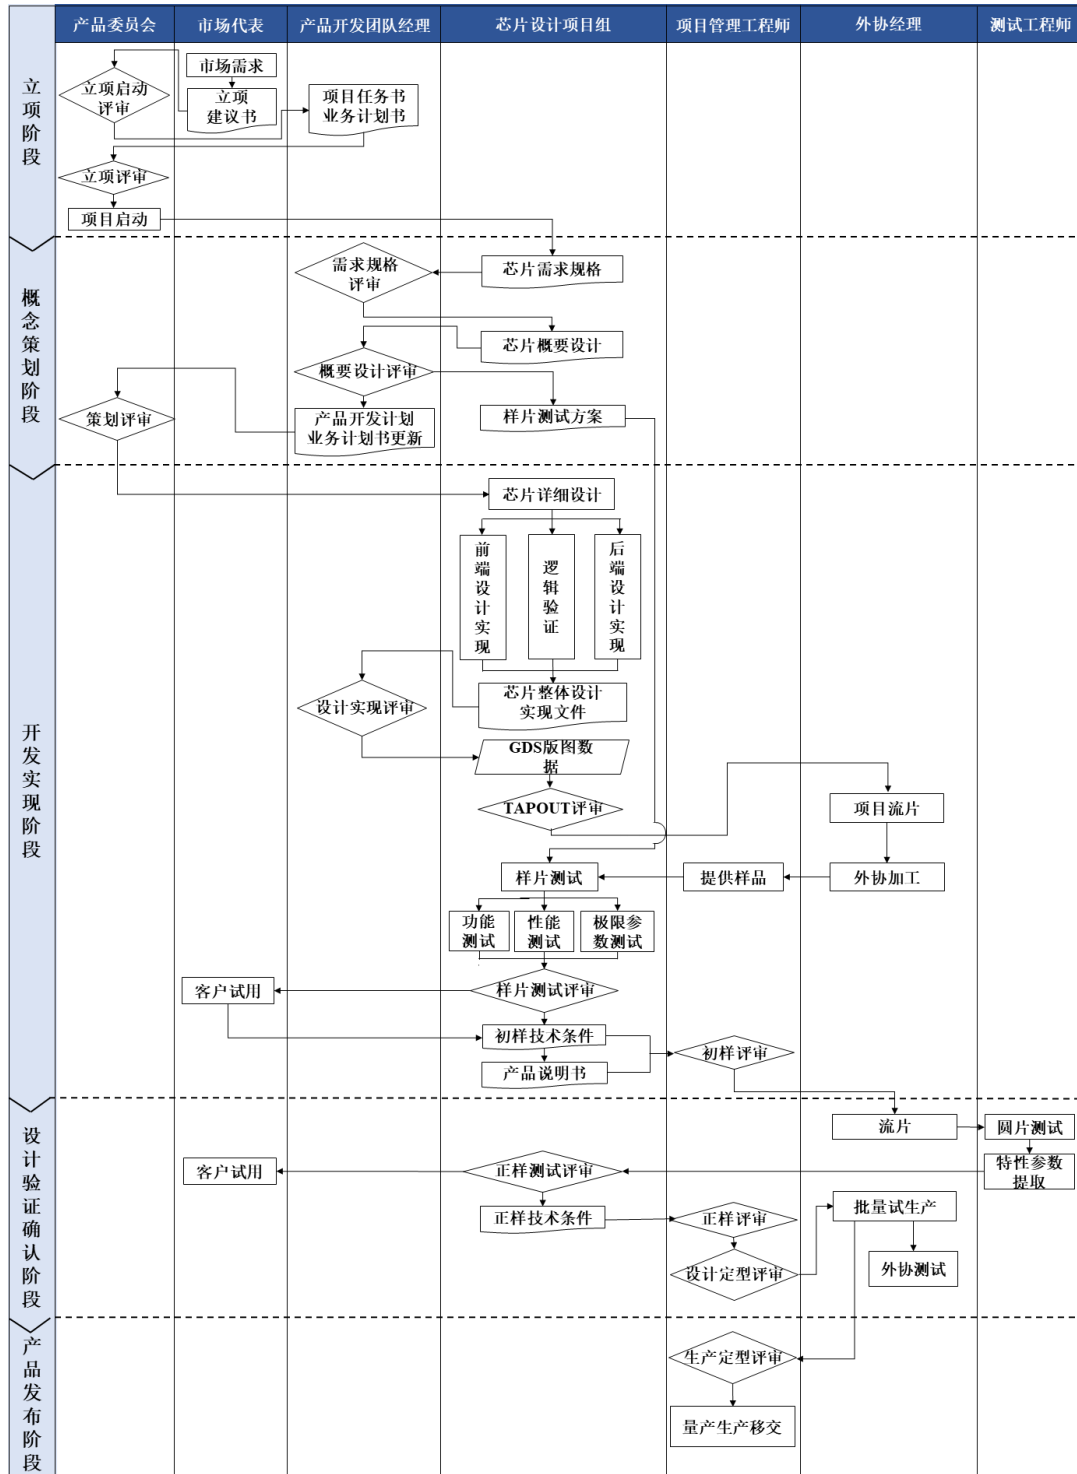 产品委员会
市场代表
产品开发团队经理
芯片设计项目组
项目管理工程师
外协经理
测试工程师
立项阶段
市场需求
立项启动
评审
立项
建议书
项目任务书
业务计划书
立项评审
项目启动
概念策划阶段
需求规格
评审
芯片需求规格
芯片概要设计
概要设计评审
策划评审
产品开发计划
业务计划书更新
样片测试方案
开发实现阶段
芯片详细设计
前端设计实现
逻辑验证
后端设计实现
设计实现评审
芯片整体设计
实现文件
GDS版图数
据
TAPOUT评审
项目流片
样片测试
提供样品
外协加工
功能
测试
性能
测试
极限参
数测试
客户试用
样片测试评审
初样技术条件
产品说明书
初样评审
设计验证确认阶段
流片
圆片测试
客户试用
正样测试评审
特性参数
提取
正样技术条件
正样评审
批量试生产
设计定型评审
外协测试
产品发布阶段
生产定型评审
量产生产移交